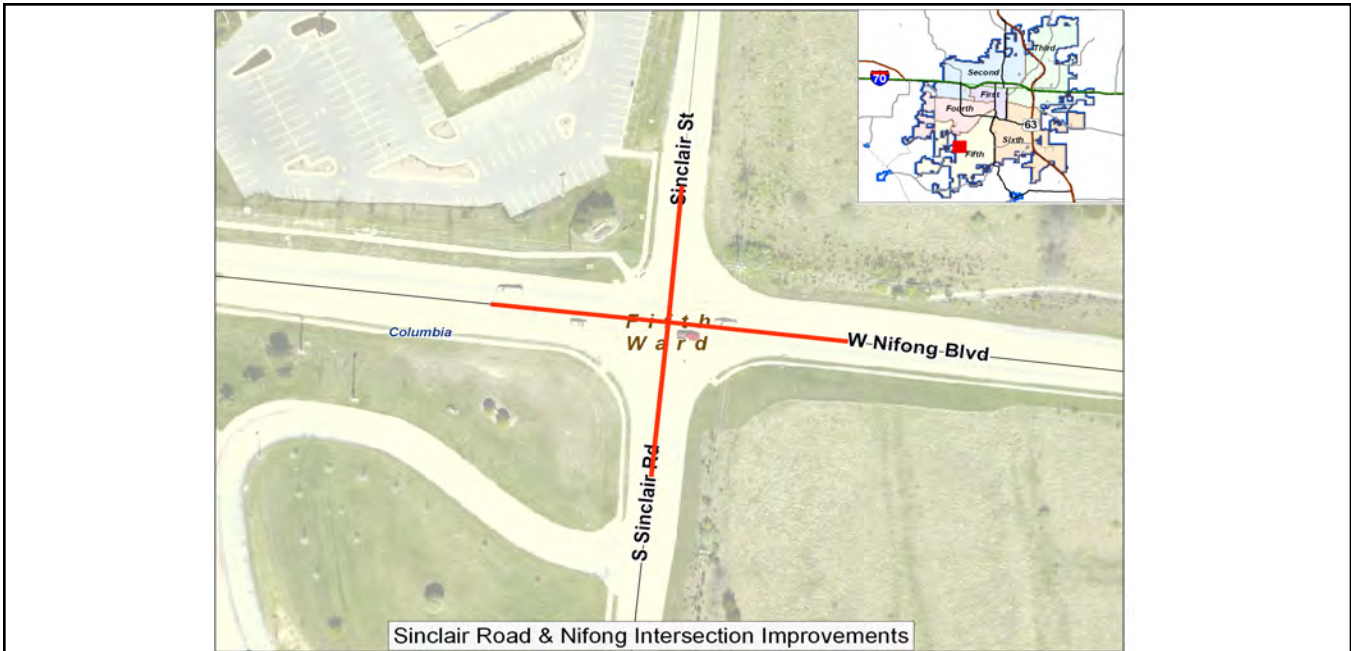 Third
Second
70
First
Fourth
63
Sixth
Fifth
Sinclair St
Fifth
Ward
Columbia
W Nifong Blvd
S Sinclair Rd
Sinclair Road & Nifong Intersection Improvements